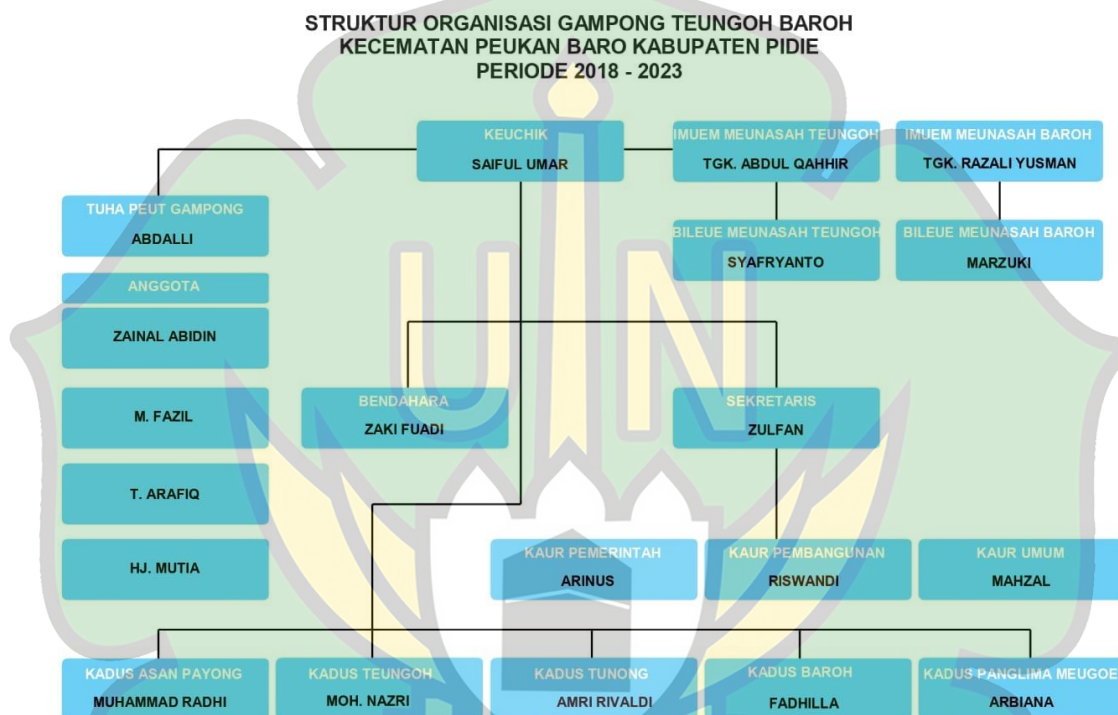 STRUKTUR ORGANISASI GAMPONG TEUNGOH BAROH
KECEMATAN PEUKAN BARO KABUPATEN PIDIE
PERIODE 2018 - 2023
KEUCHIK
SAIFUL UMAR
IMUEM MEUNASAH TEUNGOH
TGK. ABDUL QAHHIR
IMUEM MEUNASAH BAROH
TGK. RAZALI YUSMAN
TUHA PEUT GAMPONG
ABDALLI
BILEUE MEUNASAH TEUNGOH
SYAFRYANTO
BILEUE MEUNASAH BAROH
MARZUKI
ANGGOTA
ZAINAL ABIDIN
M. FAZIL
T. ARAFIQ
HJ. MUTIA
BENDAHARA
ZAKI FUADI
SEKRETARIS
ZULFAN
KAUR PEMERINTAH
ARINUS
KAUR PEMBANGUNAN
RISWANDI
KAUR UMUM
MAHZAL
KADUS ASAN PAYONG
MUHAMMAD RADHI
KADUS TEUNGOH
MOH. NAZRI
KADUS TUNONG
AMRI RIVALDI
KADUS BAROH
FADHILLA
KADUS PANGLIMA MEUGOE
ARBIANA
UIN